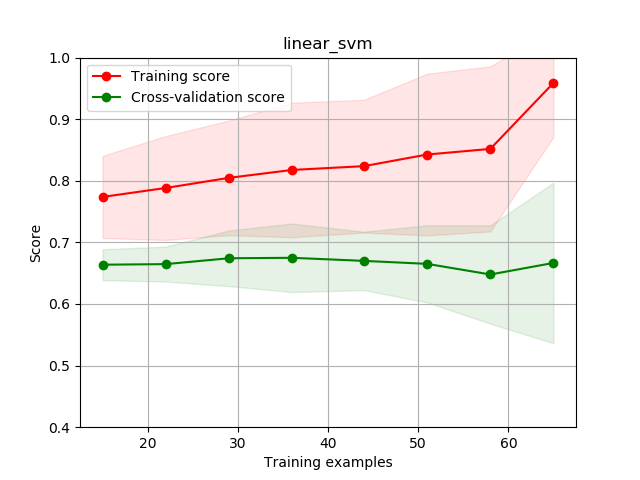 linear_svm
1.0
Training score
Cross-validation score
0.9
0.8
0.7
0.6
0.5
0.4
Score
20 30 40 50 60
Training examples